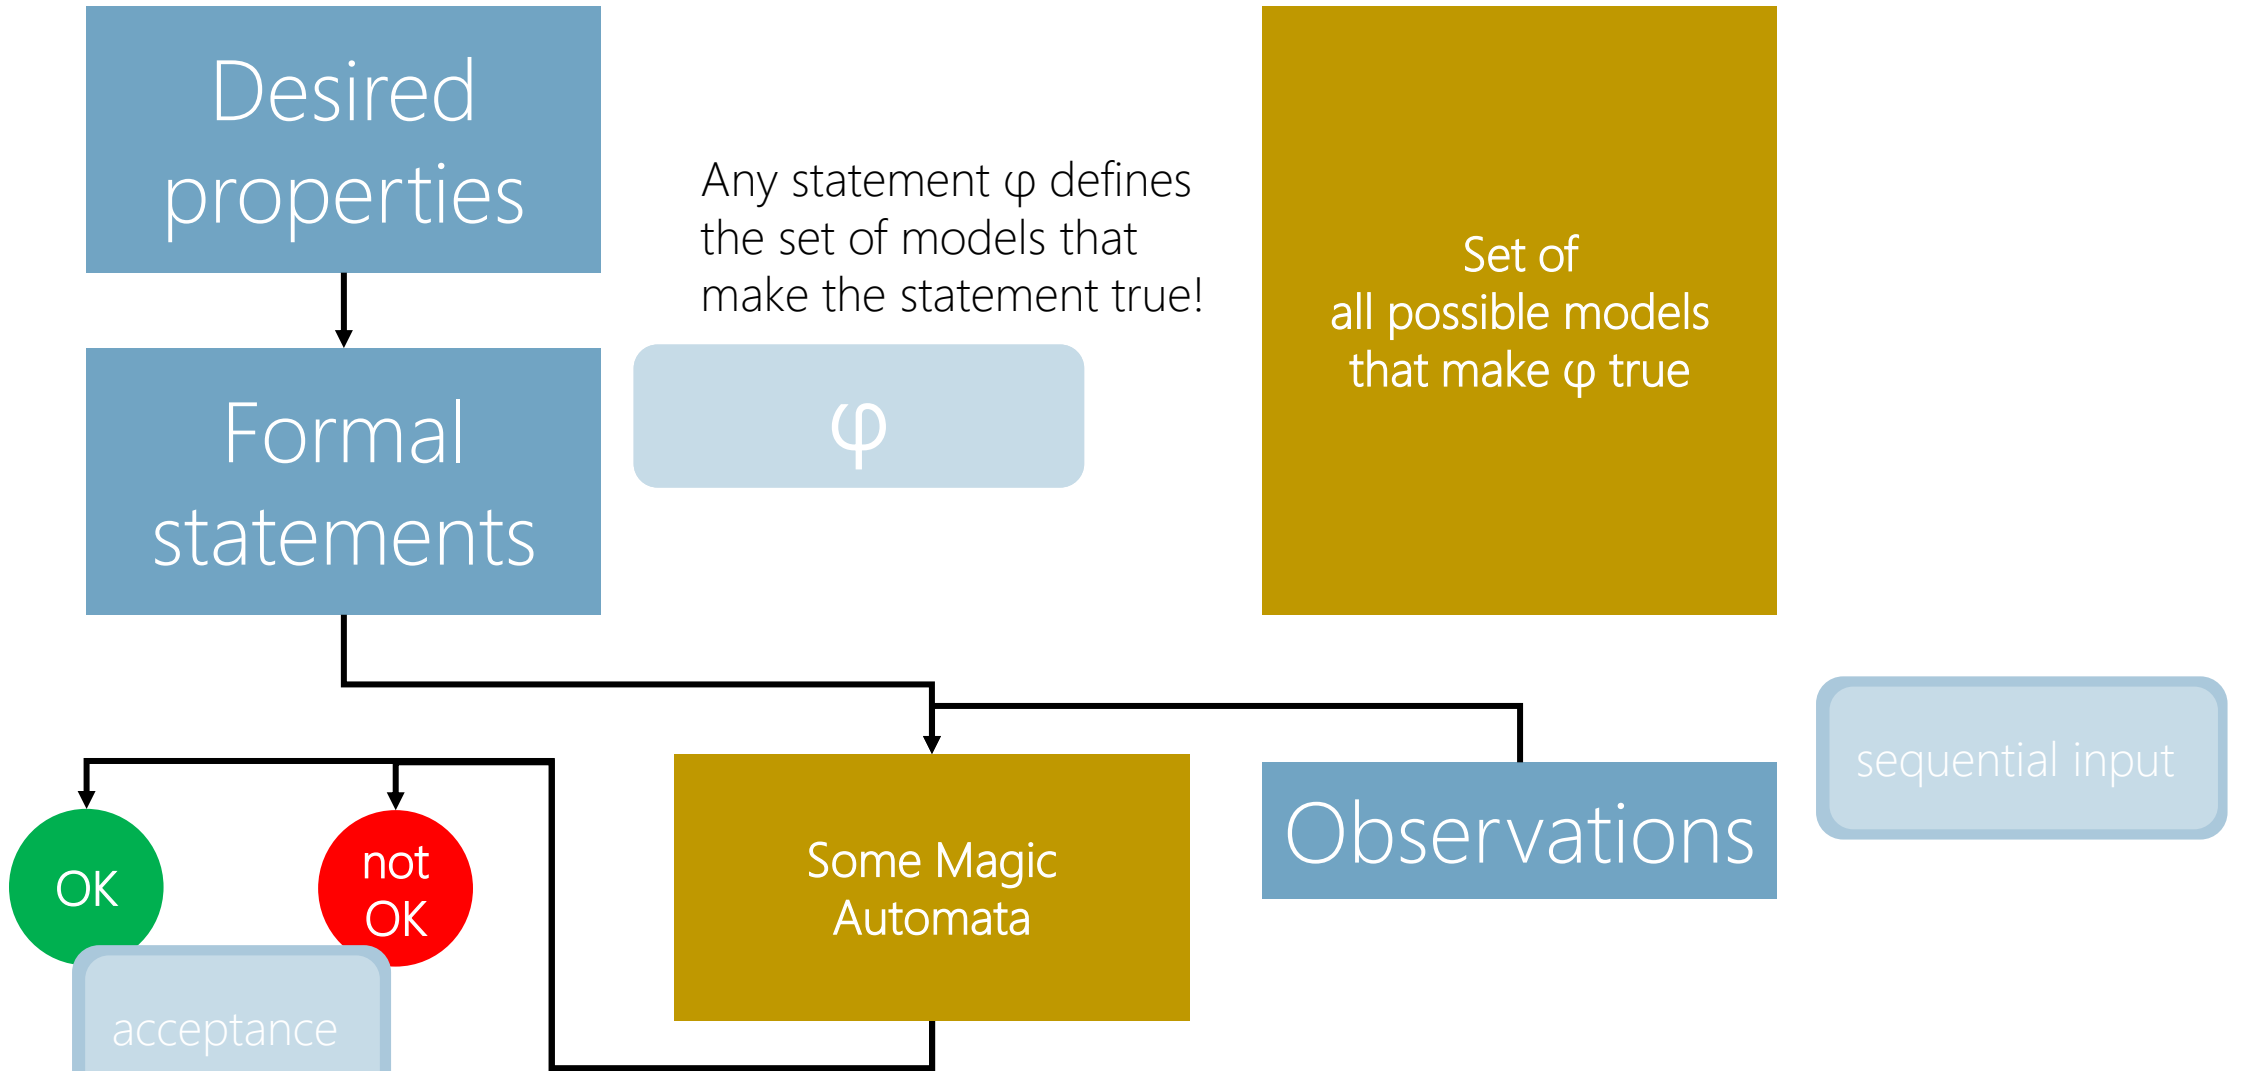 Desired
properties
Any statement φ defines
the set of models that
make the statement true!
Set of
all possible models
that make φ true
Formal
statements
φ
sequential input
Observations
Some Magic
Automata
OK
not
OK
acceptance